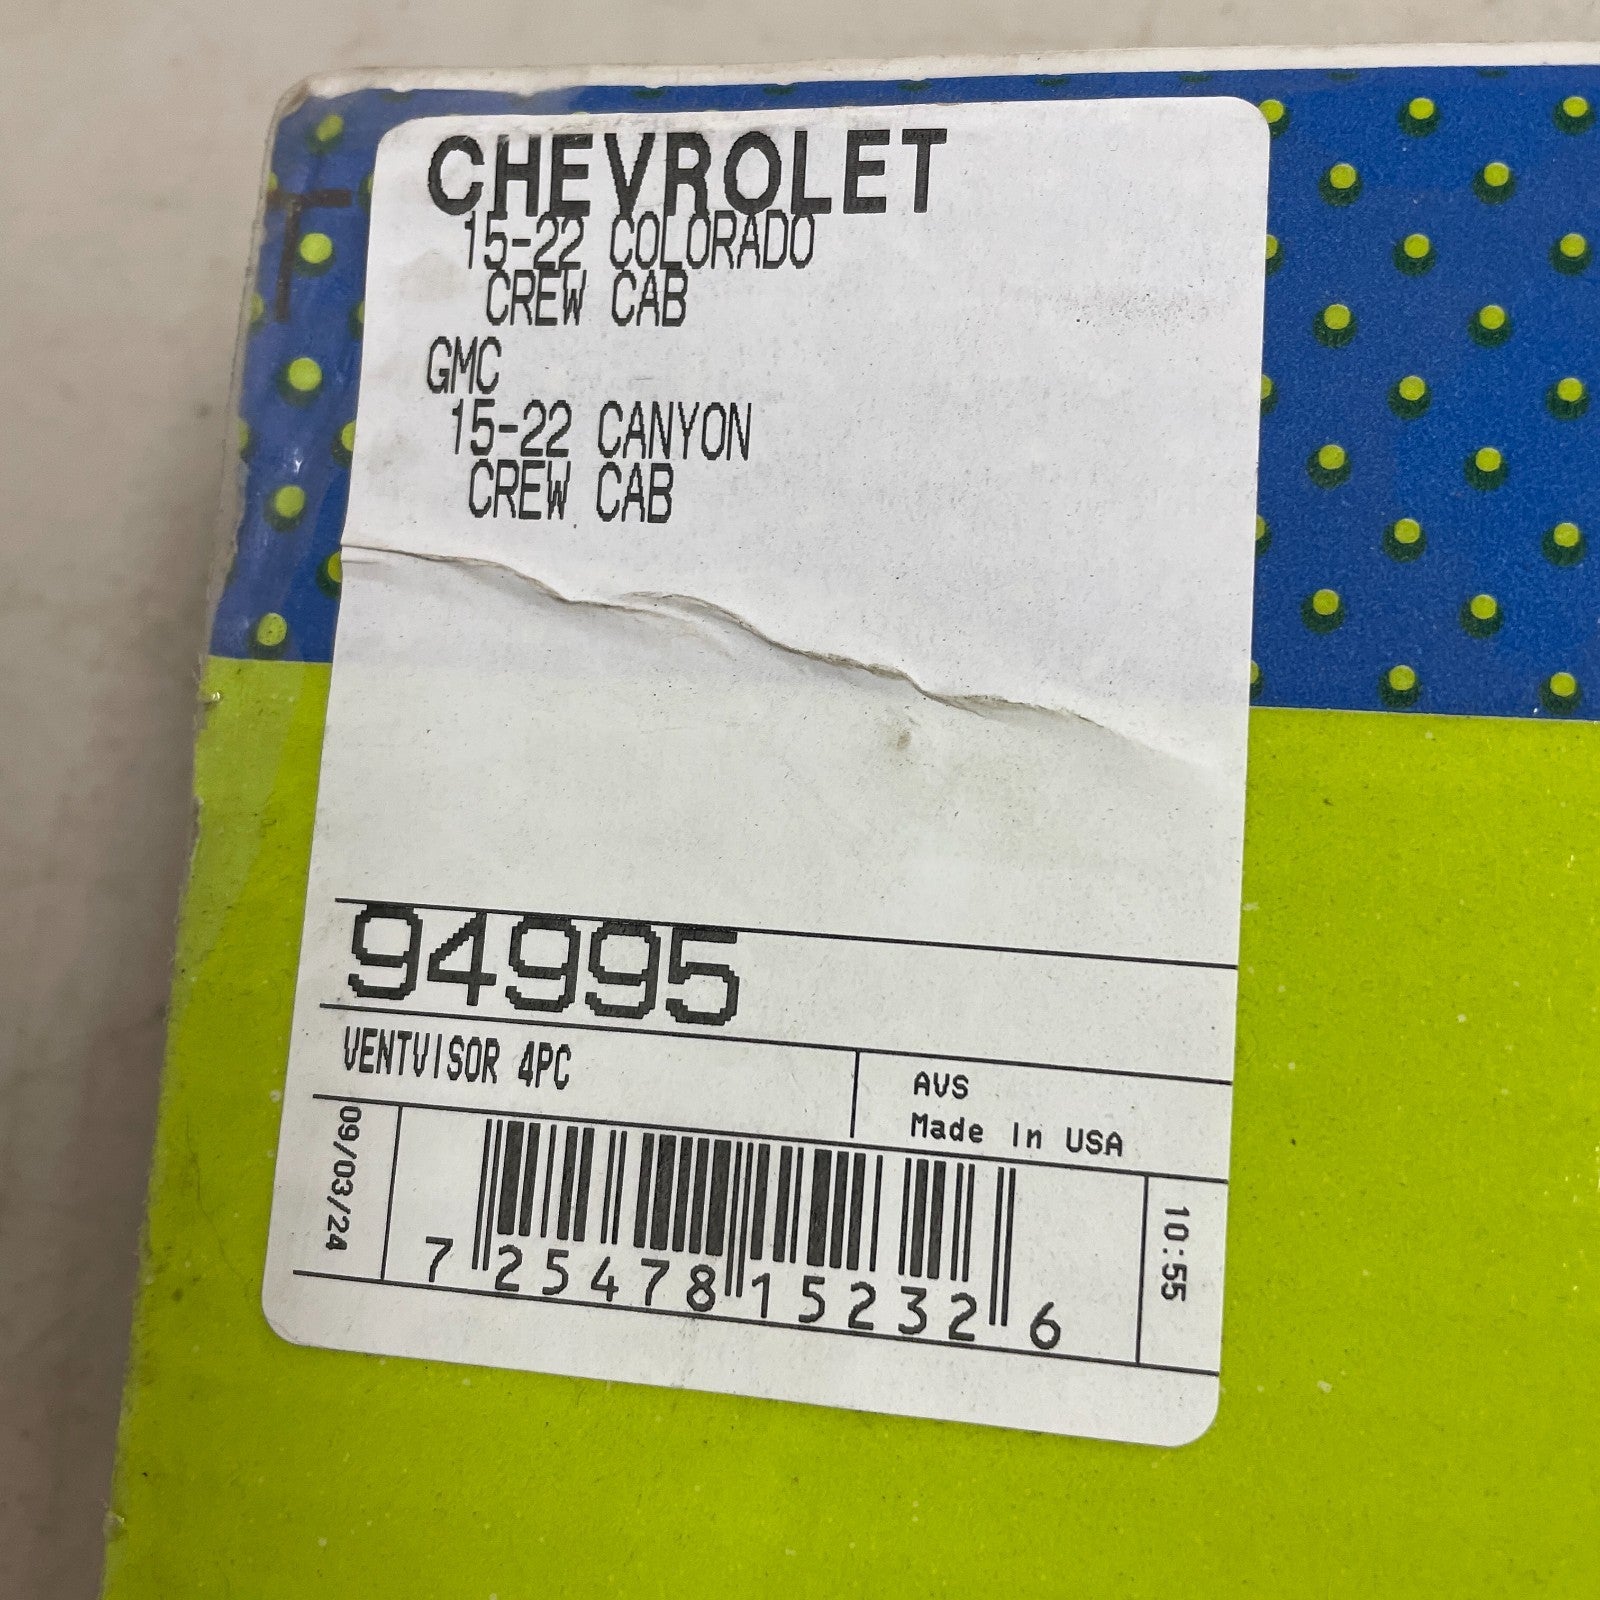 CHEVROLET
15-22 COLORADO
CREW CAB
GMC
15-22 CANYON
CREW CAB
94995
VENTVISOR 4PC
AVS
Made In USA
09/03/24
7 25478 15232 6
10:55